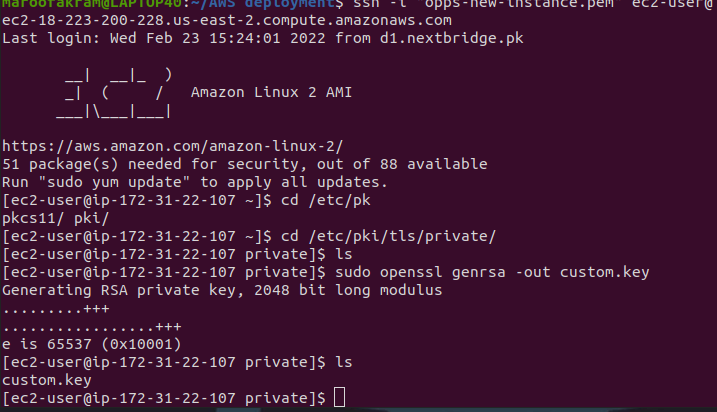 maroofakram@LAPTOP40:~/AWS deployment$ ssh -i "opps-new-instance.pem" ec2-user@
ec2-18-223-200-228.us-east-2.compute.amazonaws.com
Last login: Wed Feb 23 15:24:01 2022 from d1.nextbridge.pk
       __|  __|_  )
       _|  (     /   Amazon Linux 2 AMI
      ___|\___|___|
https://aws.amazon.com/amazon-linux-2/
51 package(s) needed for security, out of 88 available
Run "sudo yum update" to apply all updates.
[ec2-user@ip-172-31-22-107 ~]$ cd /etc/pk
pkcs11/ pki/
[ec2-user@ip-172-31-22-107 ~]$ cd /etc/pki/tls/private/
[ec2-user@ip-172-31-22-107 private]$ ls
[ec2-user@ip-172-31-22-107 private]$ sudo openssl genrsa -out custom.key
Generating RSA private key, 2048 bit long modulus
.........+++
.................+++
e is 65537 (0x10001)
[ec2-user@ip-172-31-22-107 private]$ ls
custom.key
[ec2-user@ip-172-31-22-107 private]$